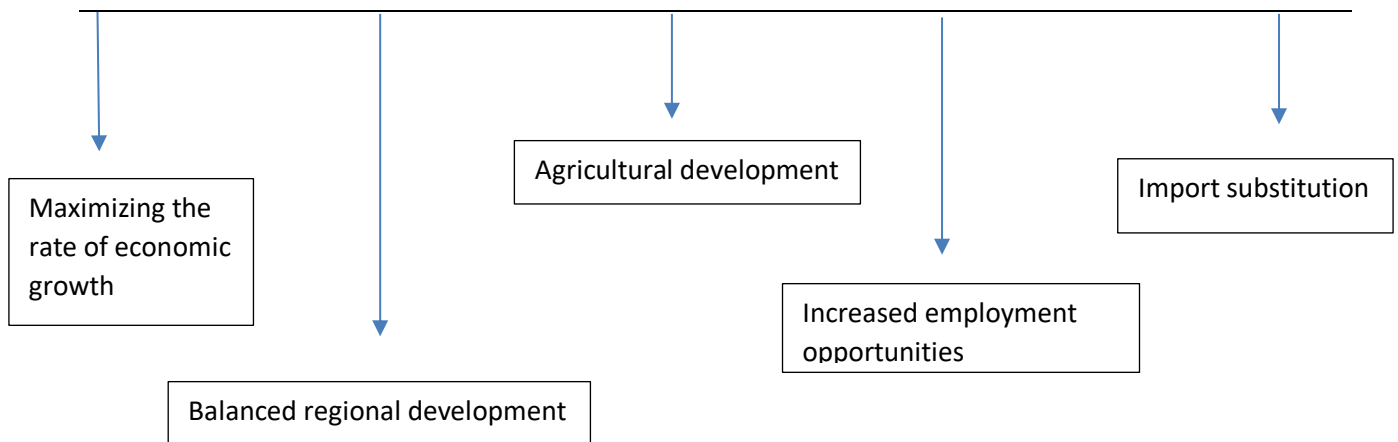 Maximizing the
rate of economic
growth
Balanced regional development
Agricultural development
Increased employment
opportunities
Import substitution